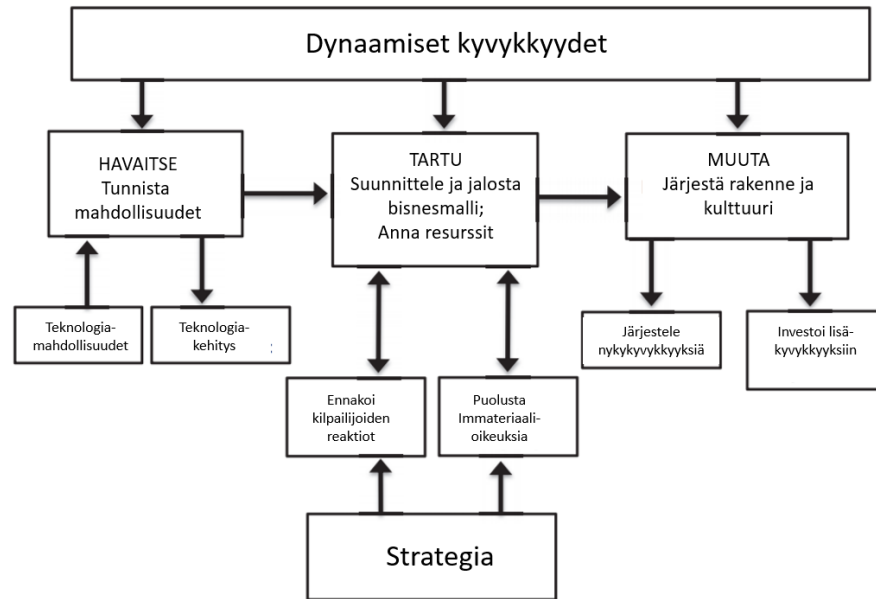 Dynaamiset kyvykkyydet
HAVAITSE
Tunnista
mahdollisuudet
TARTU
Suunnittele ja jalosta
bisnesmalli;
Anna resurssit
MUUTA
Järjestä rakenne ja
kulttuuri
Teknologia-
mahdollisuudet
Teknologia-
kehitys
;
Järjestele
nykykyvykkyyksiä
Investoi lisä-
kyvykkyyksiin
Ennakoi
kilpailijoiden
reaktiot
Puolusta
Immateriaali-
oikeuksia
Strategia